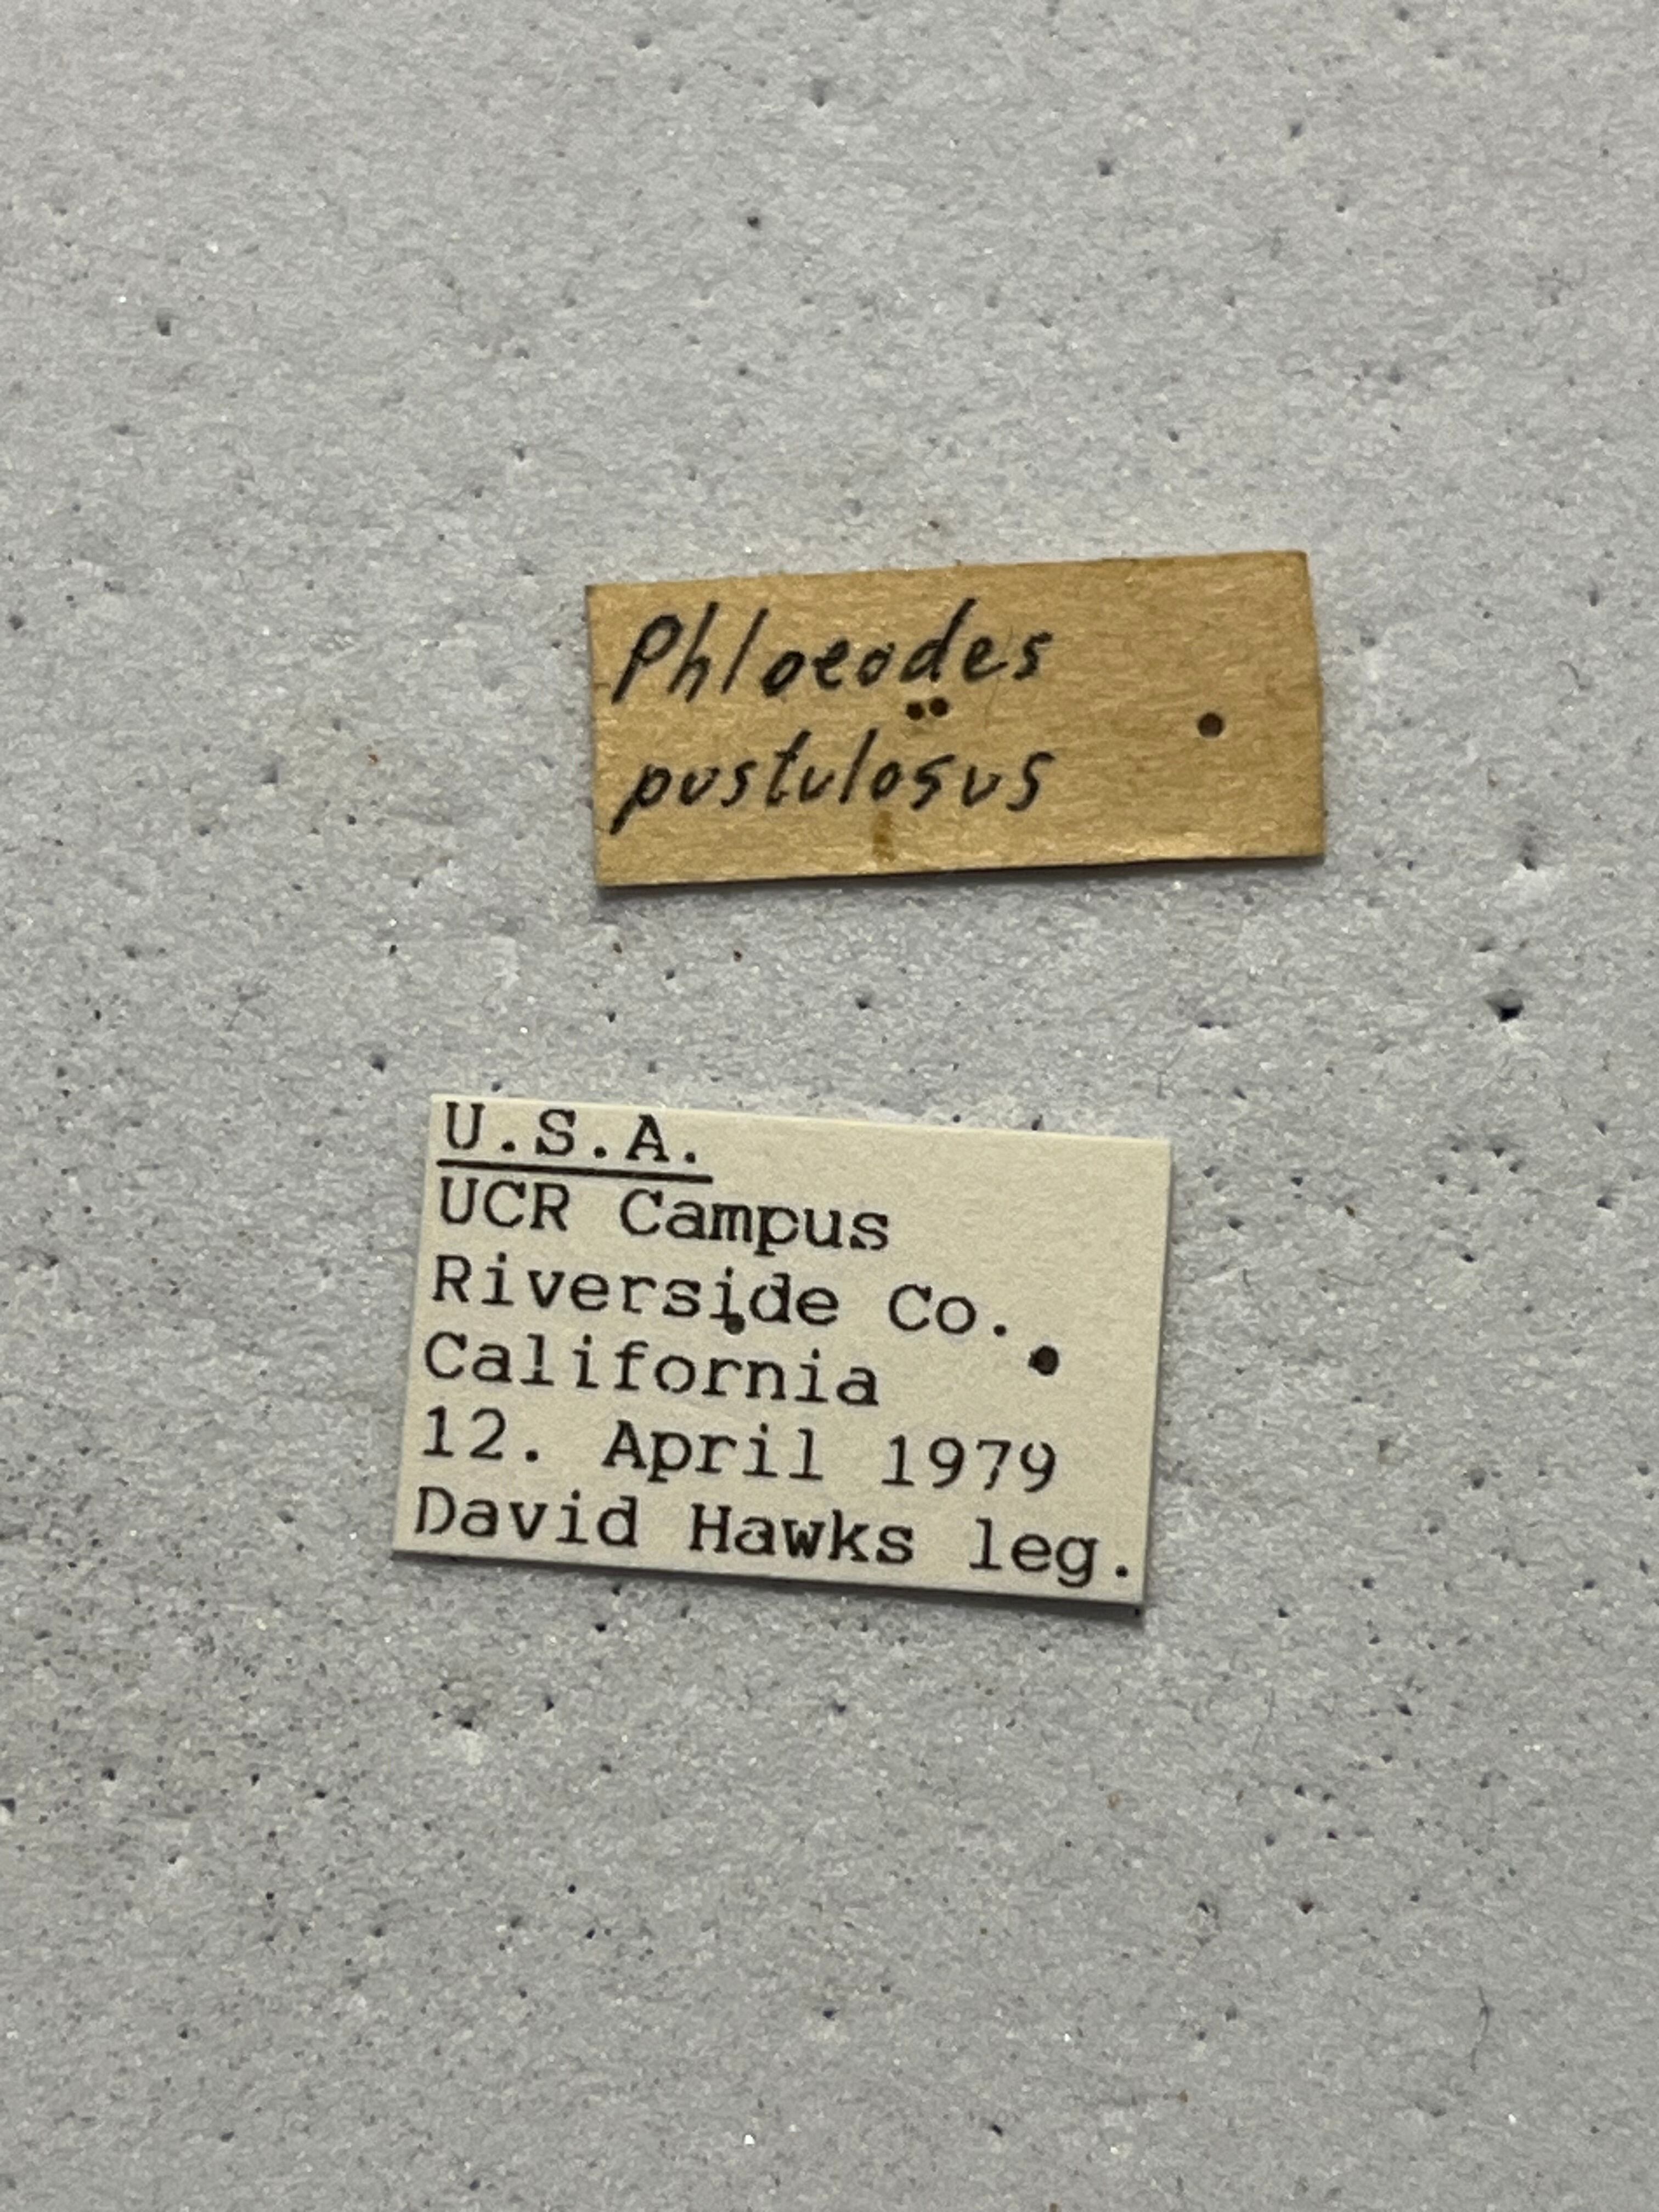 Phloeodes
pustulosus
U.S.A.
UCR Campus
Riverside Co.
California
12. April 1979
David Hawks leg.